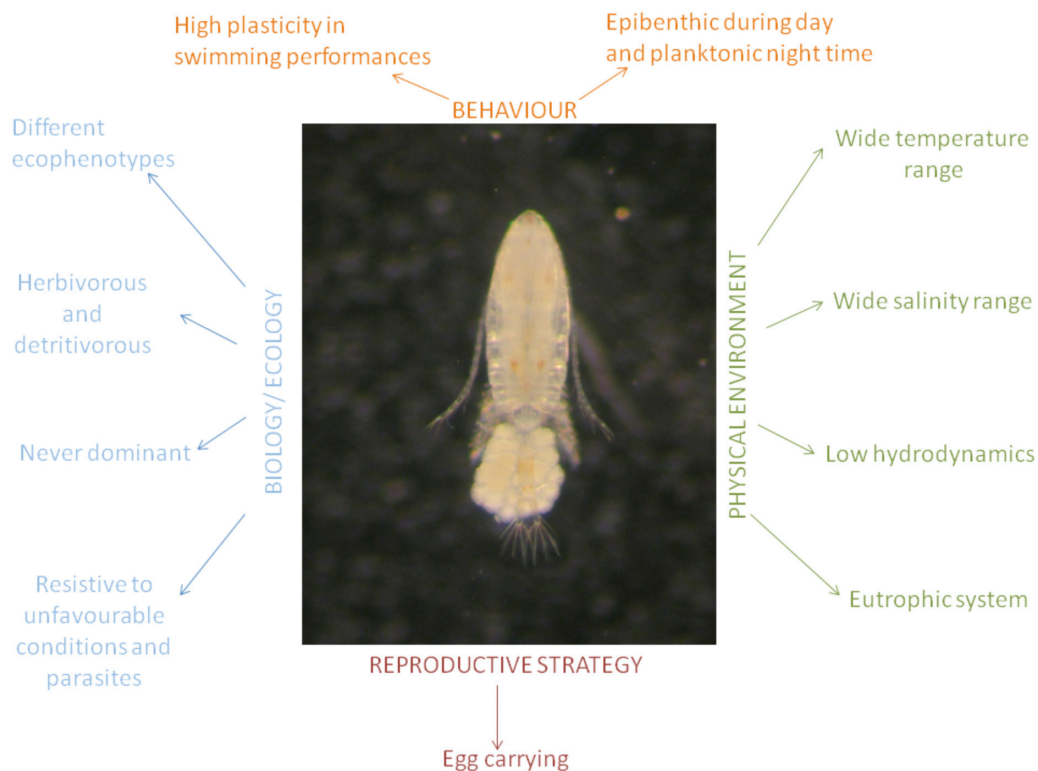 High plasticity in
swimming performances
Epibenthic during day
and planktonic night time
BEHAVIOUR
Different
ecophenotypes
Herbivorous
and
detritivorous
Never dominant
Resistive to
unfavourable
conditions and
parasites
BIOLOGY/ ECOLOGY
PHYSICAL ENVIRONMENT
Wide temperature
range
Wide salinity range
Low hydrodynamics
Eutrophic system
REPRODUCTIVE STRATEGY
Egg carrying